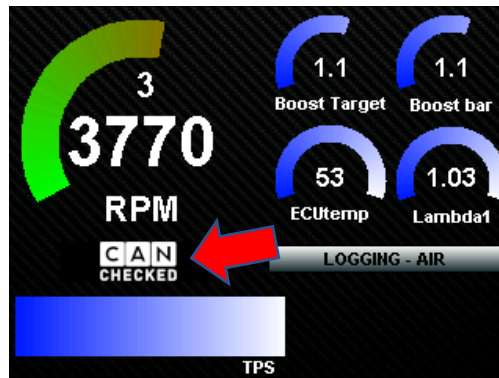 3
3770
RPM
CAN
CHECKED
TPS
1.1
Boost Target
1.1
Boost bar
53
ECUtemp
1.03
Lambda1
LOGGING - AIR